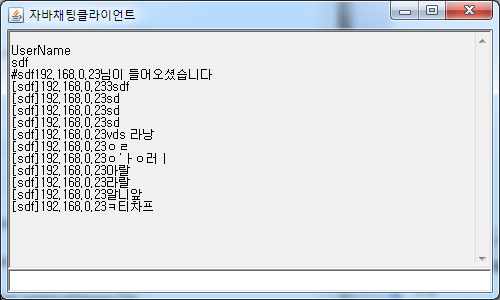 자바채팅클라이언트
UserName
sdf
#sdf192,168,0,23님이 들어오셨습니다
[sdf]192,168,0,233sdf
[sdf]192,168,0,23sd
[sdf]192,168,0,23sd
[sdf]192,168,0,23sd
[sdf]192,168,0,23vds 라낭
[sdf]192,168,0,23ㅇㄹ
[sdf]192,168,0,23ㅇ'ㅏㅇ러ㅣ
[sdf]192,168,0,23마랄
[sdf]192,168,0,23라랄
[sdf]192,168,0,23알니앞
[sdf]192,168,0,23ㅋ티차프